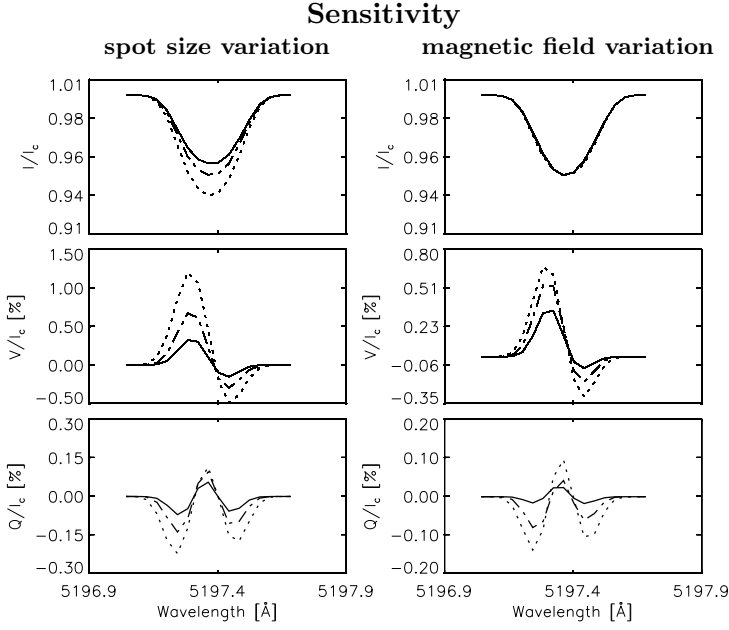 Sensitivity
spot size variation
magnetic field variation
1.01
0.98
0.96
0.94
0.91
I/Ic
1.01
0.98
0.96
0.94
0.91
I/Ic
1.50
1.00
0.50
0.00
−0.50
V/Ic [%]
0.80
0.51
0.23
−0.06
−0.35
V/Ic [%]
0.30
0.15
0.00
−0.15
−0.30
Q/Ic [%]
0.20
0.10
0.00
−0.10
−0.20
Q/Ic [%]
5196.9 5197.4 5197.9
Wavelength [Å]
5196.9 5197.4 5197.9
Wavelength [Å]